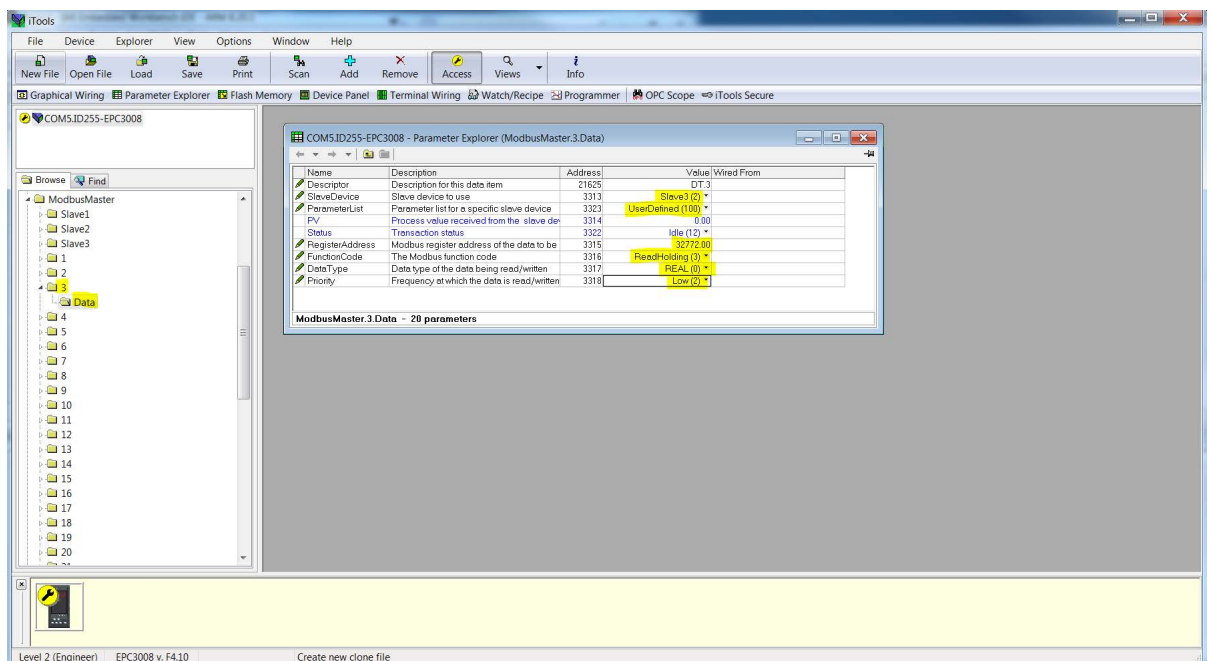 iTools
File Device Explorer View Options Window Help
New File Open File Load Save Print Scan Add Remove Access Views Info
Graphical Wiring Parameter Explorer Flash Memory Device Panel Terminal Wiring Watch/Recipe Programmer OPC Scope iTools Secure
COM5.ID255-EPC3008
COM5.ID255-EPC3008 - Parameter Explorer (ModbusMaster.3.Data)
Name Description Address Value Wired From
Descriptor Description for this data item 21625 DT.3
SlaveDevice Slave device to use 3313 Slave3 (2)
ParameterList Parameter list for a specific slave device 3323 UserDefined (100)
PV Process value received from the slave dev 3314 0.00
Status Transaction status 3322 Idle (12)
RegisterAddress Modbus register address of the data to be 3315 32772.00
FunctionCode The Modbus function code 3316 ReadHolding (3)
DataType Data type of the data being read/written 3317 REAL (0)
Priority Frequency at which the data is read/written 3318 Low (2)
ModbusMaster.3.Data - 20 parameters
Browse Find
ModbusMaster
Slave1
Slave2
Slave3
1
2
3
Data
4
5
6
7
8
9
10
11
12
13
14
15
16
17
18
19
20
Level 2 (Engineer) EPC3008 v. F4.10 Create new clone file